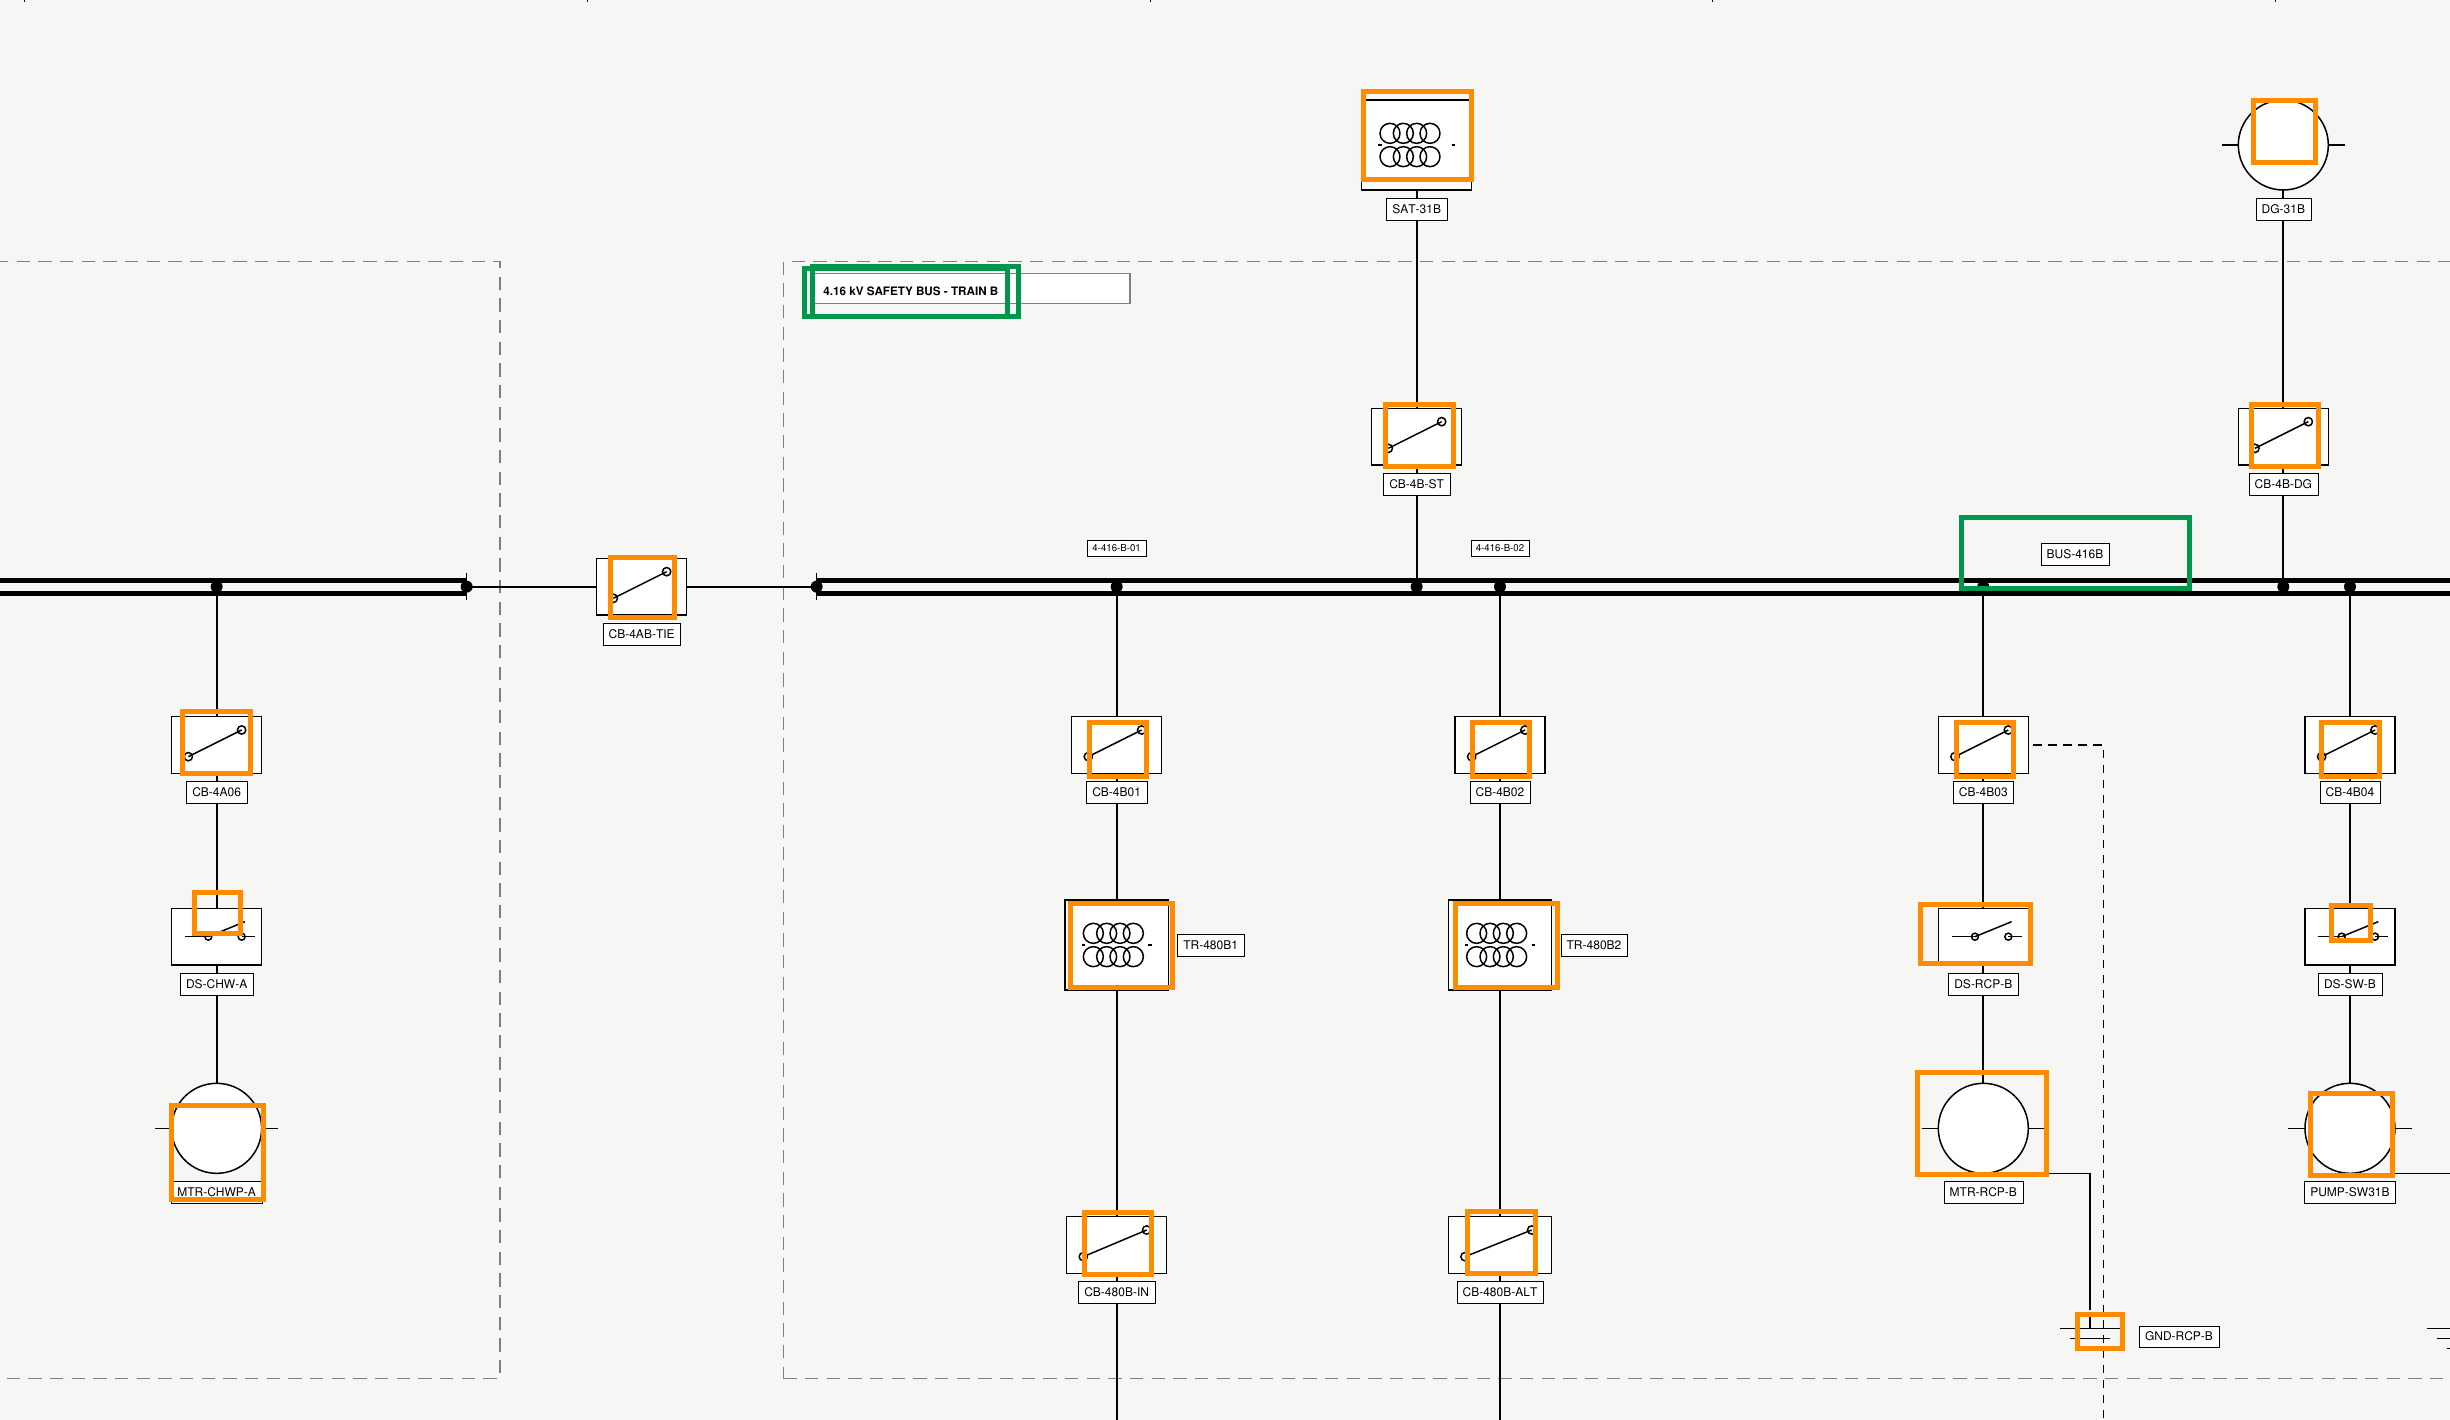 SAT-31B
DG-31B
4.16 kV SAFETY BUS - TRAIN B
CB-4B-ST
CB-4B-DG
4-416-B-01
4-416-B-02
BUS-416B
CB-4AB-TIE
CB-4A06
CB-4B01
CB-4B02
CB-4B03
CB-4B04
TR-480B1
TR-480B2
DS-CHW-A
DS-RCP-B
DS-SW-B
MTR-CHWP-A
MTR-RCP-B
PUMP-SW31B
CB-480B-IN
CB-480B-ALT
GND-RCP-B